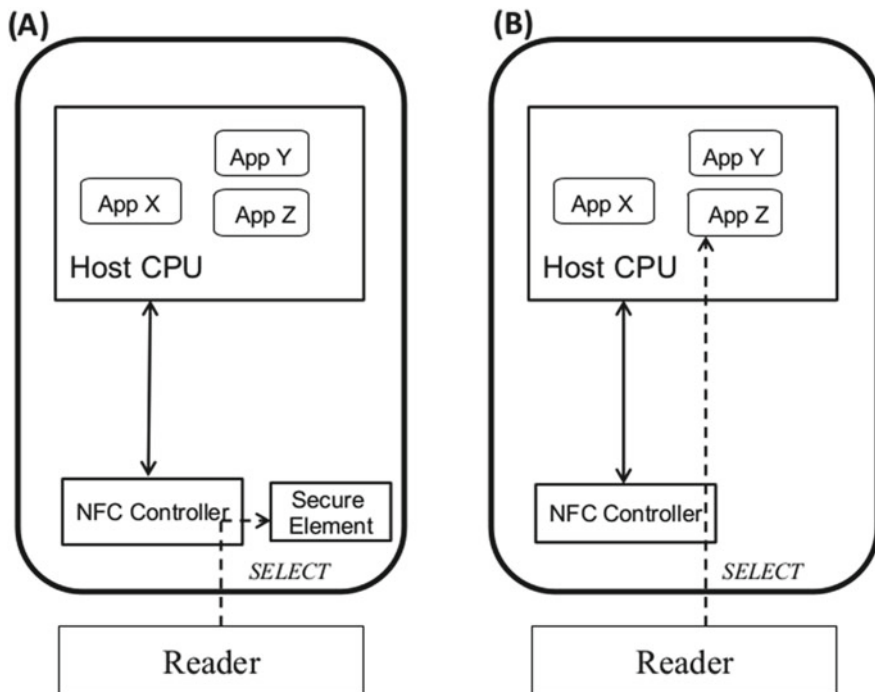 (A)
App Y
App X
App Z
Host CPU
NFC Controller
Secure
Element
SELECT
Reader
(B)
App Y
App X
App Z
Host CPU
NFC Controller
SELECT
Reader